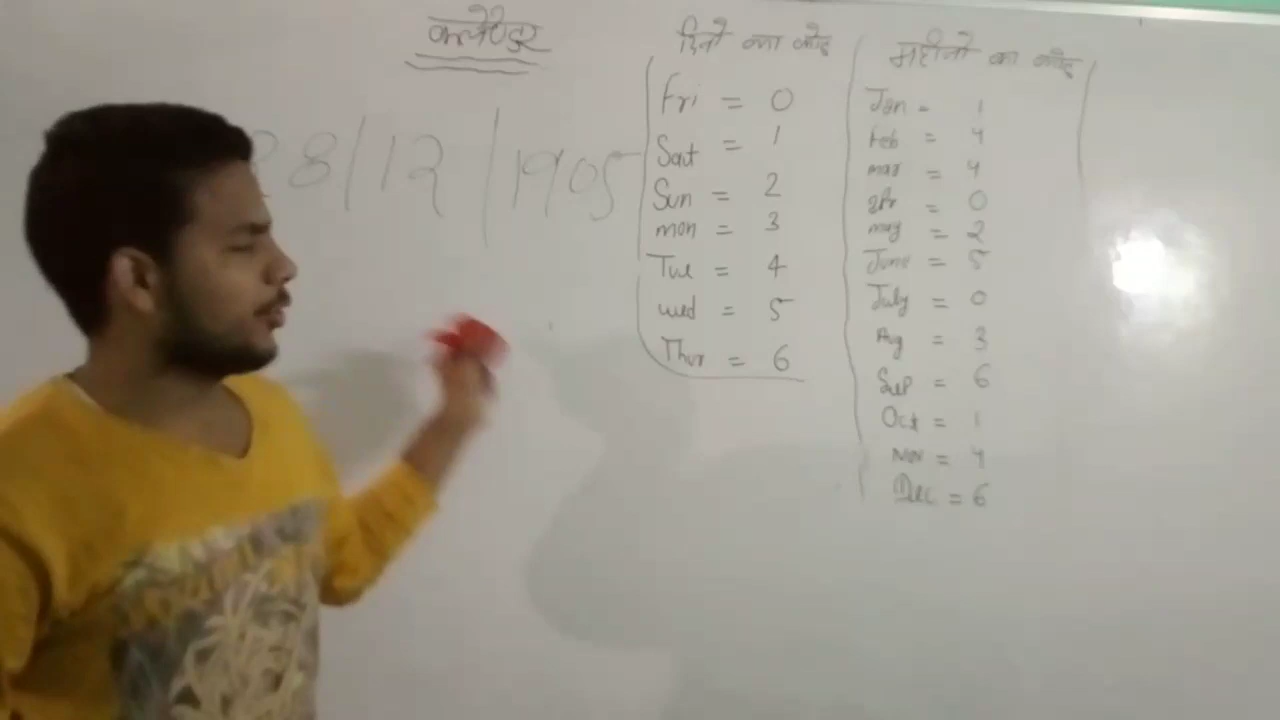 कलेण्डर
28/12/1905
दिनो का कोड
Fri = 0
Sat = 1
Sun = 2
mon = 3
Tue = 4
wed = 5
Thur = 6
महीनो का कोड
Jan = 1
Feb = 4
mar = 4
apr = 0
may = 2
June = 5
July = 0
Aug = 3
Sep = 6
Oct = 1
Nov = 4
Dec = 6